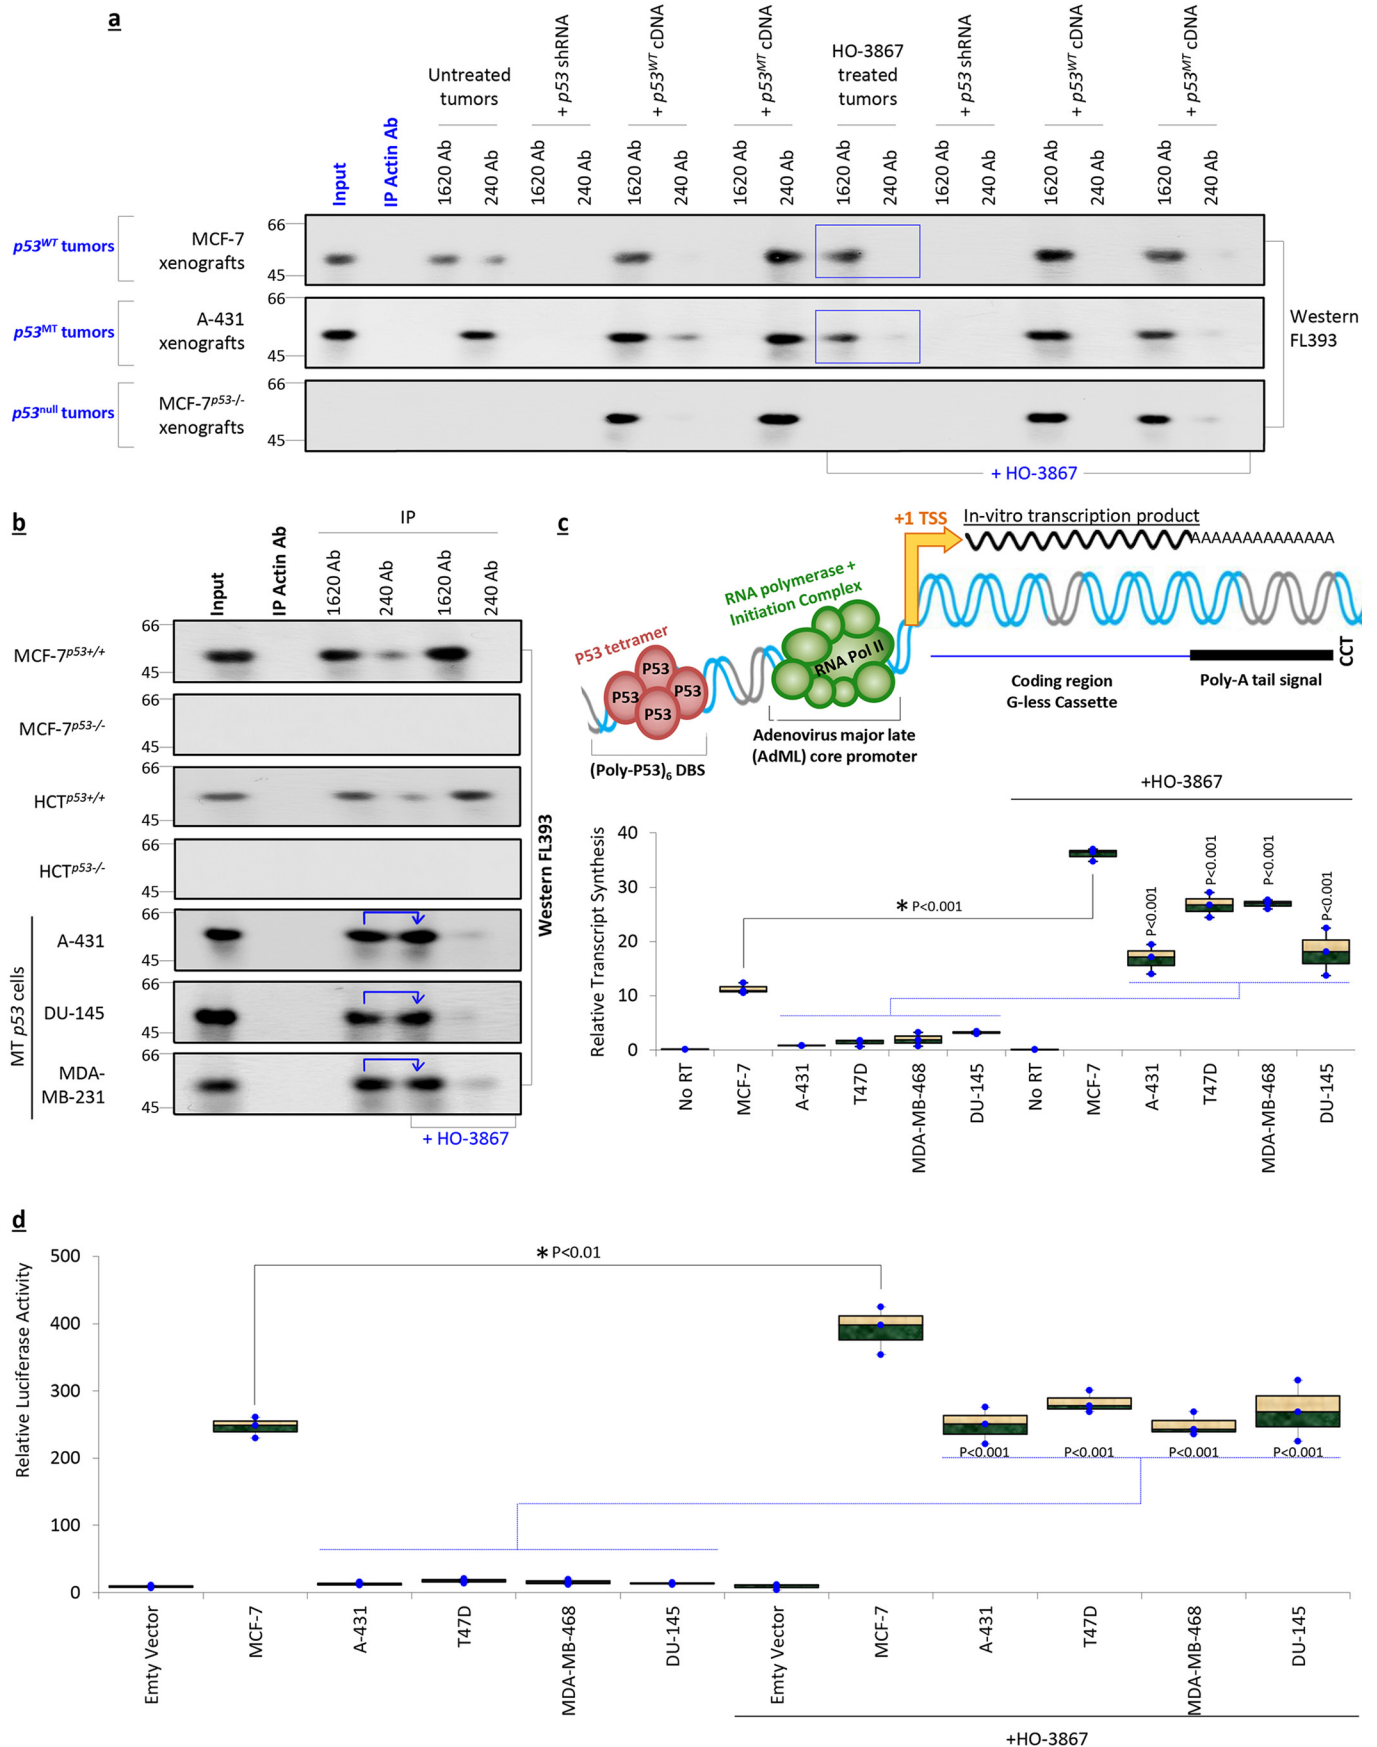 a
Untreated tumors
+ p53 shRNA
+ p53WT cDNA
+ p53MT cDNA
HO-3867 treated tumors
+ p53 shRNA
+ p53WT cDNA
+ p53MT cDNA
Input
IP Actin Ab
1620 Ab
240 Ab
1620 Ab
240 Ab
1620 Ab
240 Ab
1620 Ab
240 Ab
1620 Ab
240 Ab
1620 Ab
240 Ab
1620 Ab
240 Ab
1620 Ab
240 Ab
p53WT tumors
MCF-7 xenografts
66
45
p53MT tumors
A-431 xenografts
66
45
p53null tumors
MCF-7p53-/- xenografts
66
45
Western FL393
+ HO-3867
b
IP
Input
IP Actin Ab
1620 Ab
240 Ab
1620 Ab
240 Ab
MCF-7p53+/+
66
45
MCF-7p53-/-
66
45
HCTp53+/+
66
45
HCTp53-/-
66
45
MT p53 cells
A-431
66
45
DU-145
66
45
MDA-MB-231
66
45
Western FL393
+ HO-3867
c
+1 TSS
In-vitro transcription product
AAAAAAAAAAAAAA
RNA polymerase +
Initiation Complex
P53 tetramer
P53
P53
P53
P53
RNA Pol II
CCT
Coding region
G-less Cassette
Poly-A tail signal
Adenovirus major late
(AdML) core promoter
(Poly-P53)6 DBS
+HO-3867
Relative Transcript Synthesis
40
30
20
10
0
* P<0.001
P<0.001
P<0.001
P<0.001
P<0.001
No RT
MCF-7
A-431
T47D
MDA-MB-468
DU-145
No RT
MCF-7
A-431
T47D
MDA-MB-468
DU-145
d
Relative Luciferase Activity
500
400
300
200
100
0
* P<0.01
P<0.001
P<0.001
P<0.001
P<0.001
Emty Vector
MCF-7
A-431
T47D
MDA-MB-468
DU-145
Emty Vector
MCF-7
A-431
T47D
MDA-MB-468
DU-145
+HO-3867